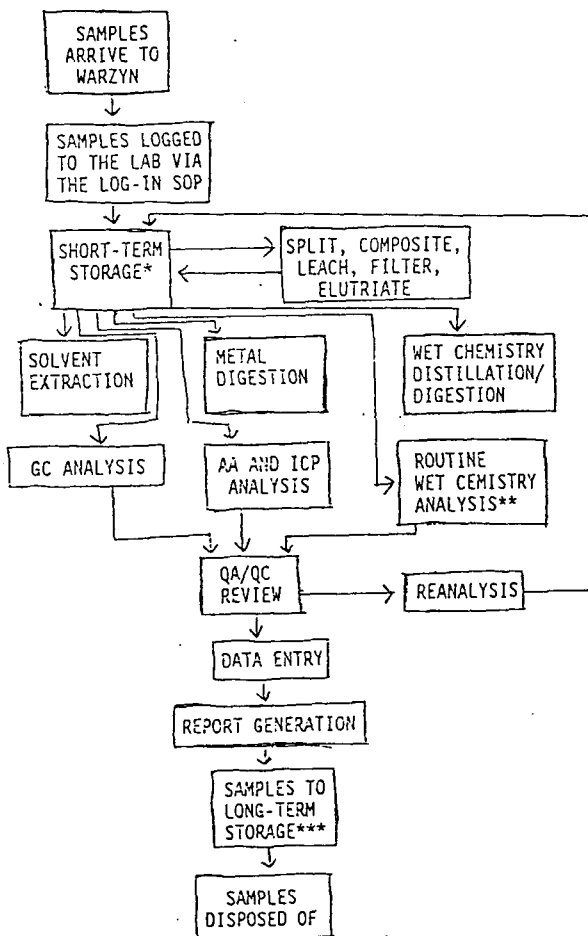 SAMPLES
ARRIVE TO
WARZYN
SAMPLES LOGGED
TO THE LAB VIA
THE LOG-IN SOP
SHORT-TERM
STORAGE*
SPLIT, COMPOSITE,
LEACH, FILTER,
ELUTRIATE
SOLVENT
EXTRACTION
METAL
DIGESTION
WET CHEMISTRY
DISTILLATION/
DIGESTION
GC ANALYSIS
AA AND ICP
ANALYSIS
ROUTINE
WET CEMISTRY
ANALYSIS**
QA/QC
REVIEW
REANALYSIS
DATA ENTRY
REPORT GENERATION
SAMPLES TO
LONG-TERM
STORAGE***
SAMPLES
DISPOSED OF